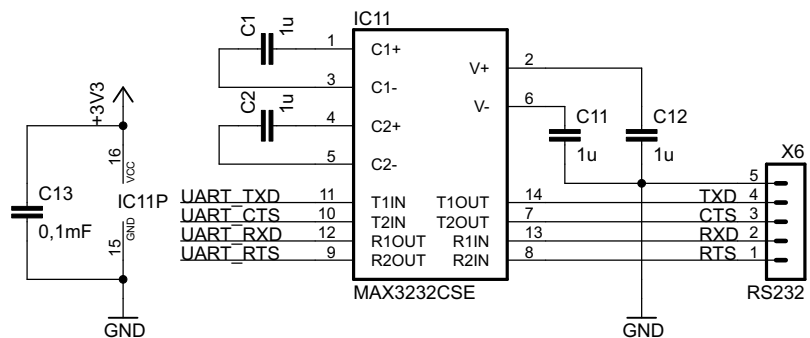 IC11
C1
1u
1
C1+
3
C1-
C2
1u
4
C2+
5
C2-
V+
2
V-
6
C11
1u
C12
1u
X6
+3V3
16
VCC
IC11P
C13
0,1mF
15
GND
GND
UART_TXD 11 T1IN T1OUT 14 TXD 4
UART_CTS 10 T2IN T2OUT 7 CTS 3
UART_RXD 12 R1OUT R1IN 13 RXD 2
UART_RTS 9 R2OUT R2IN 8 RTS 1
5
MAX3232CSE
RS232
GND